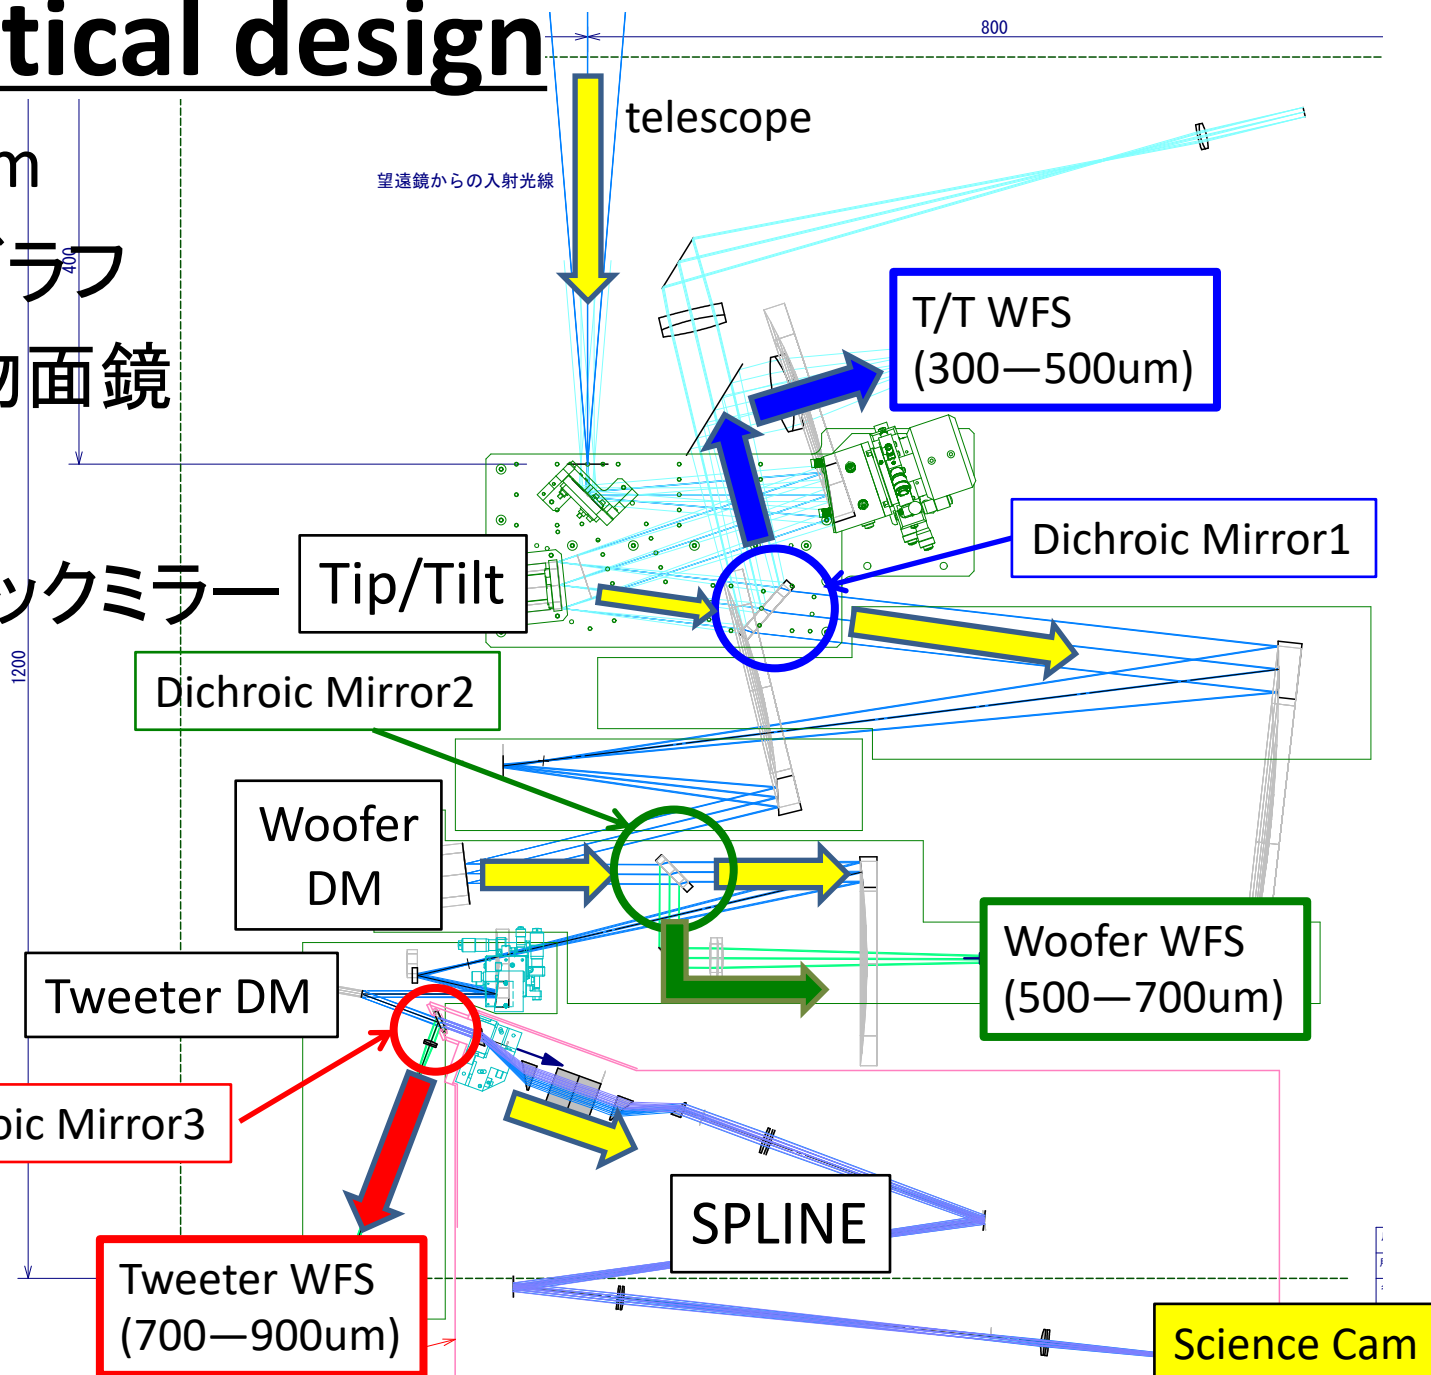 tical design
800
telescope
m
望遠鏡からの入射光線
400
グラフ
物面鏡
T/T WFS
(300—500um)
Dichroic Mirror1
ックミラー
Tip/Tilt
1200
Dichroic Mirror2
Woofer
DM
Woofer WFS
(500—700um)
Tweeter DM
oic Mirror3
SPLINE
Tweeter WFS
(700—900um)
Science Cam